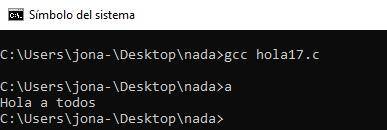 Símbolo del sistema
C:\Users\jona-\Desktop\nada>gcc hola17.c
C:\Users\jona-\Desktop\nada>a
Hola a todos
C:\Users\jona-\Desktop\nada>